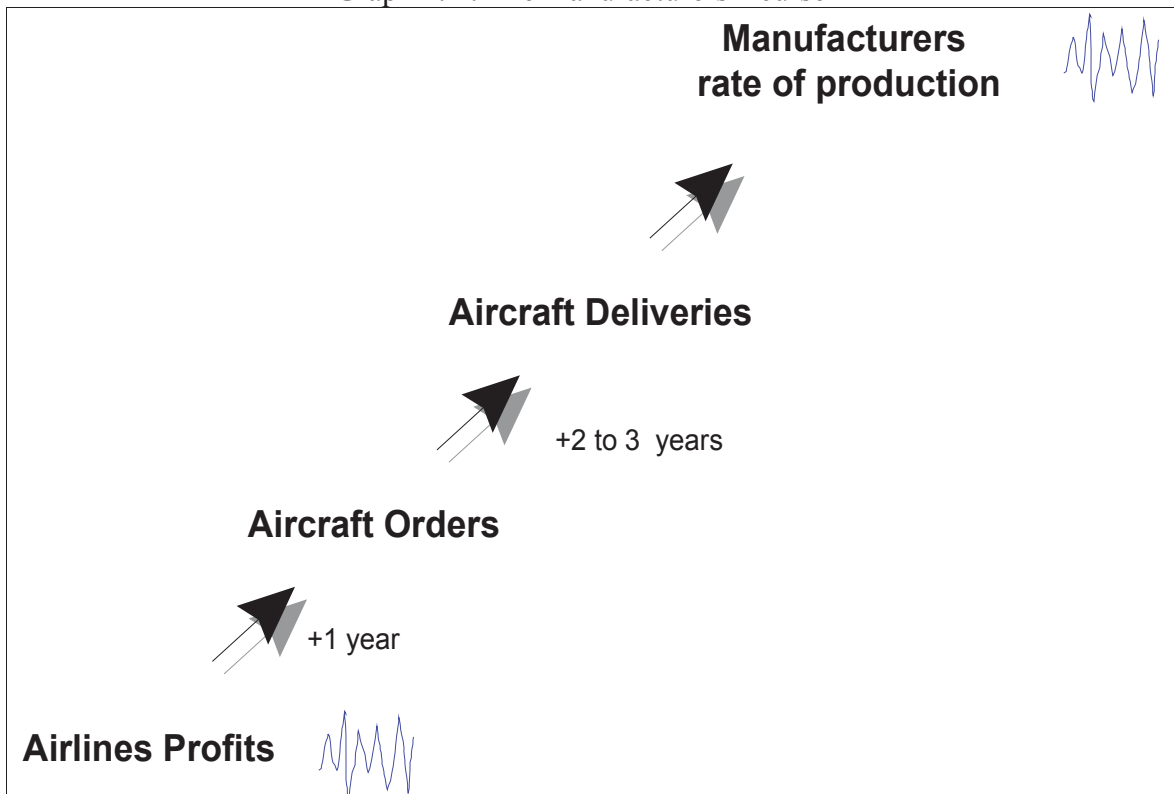 Manufacturers
rate of production
Aircraft Deliveries
+2 to 3 years
Aircraft Orders
+1 year
Airlines Profits